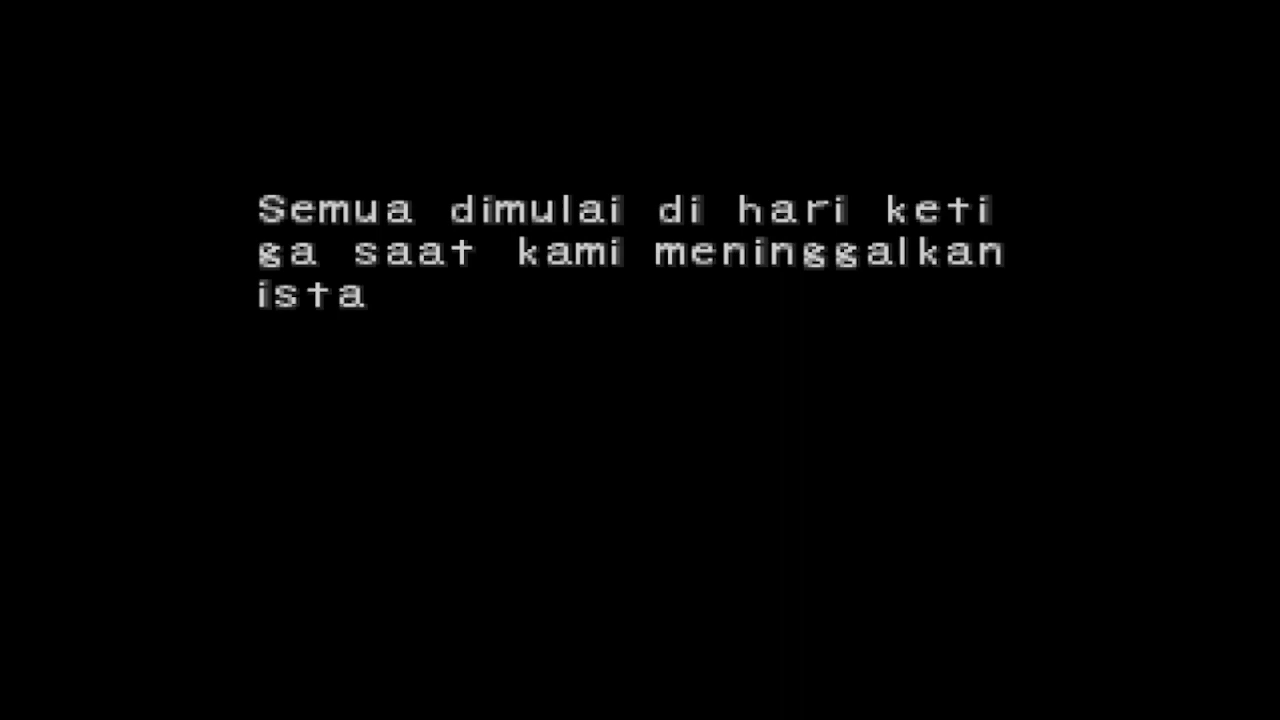 Semua dimulai di hari keti
ga saat kami meninggalkan
ista